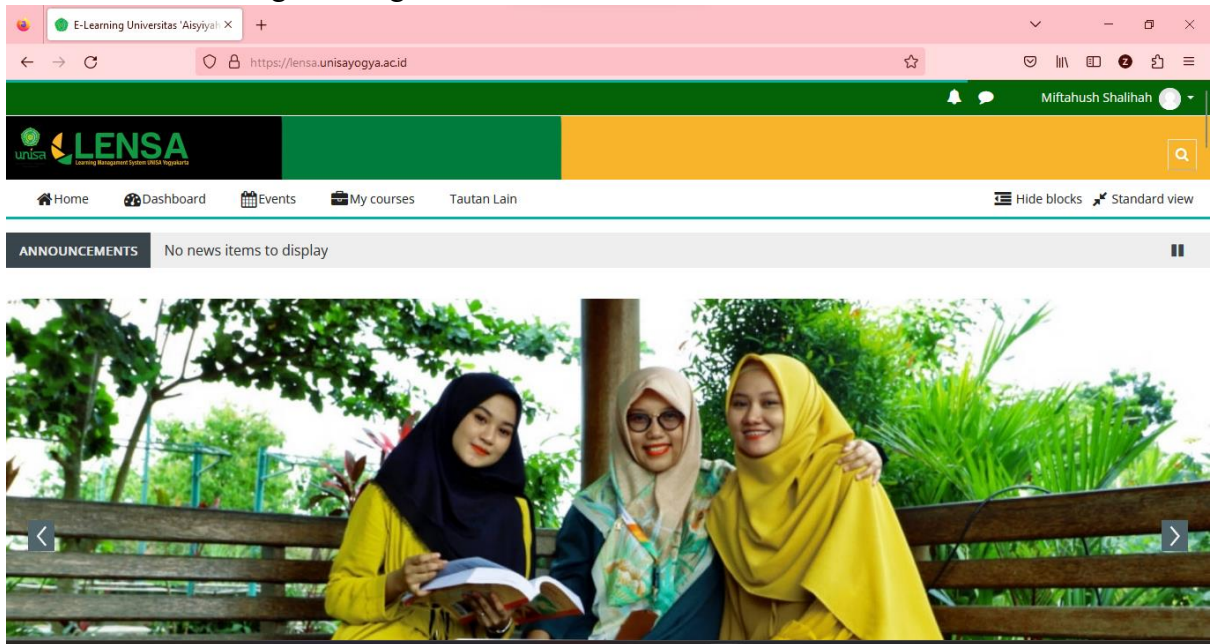 E-Learning Universitas 'Aisyiyah
https://lensa.unisayogya.ac.id
Miftahush Shalihah
unisa LENSA
Learning Management System UNISA Yogyakarta
Home Dashboard Events My courses Tautan Lain Hide blocks Standard view
ANNOUNCEMENTS No news items to display